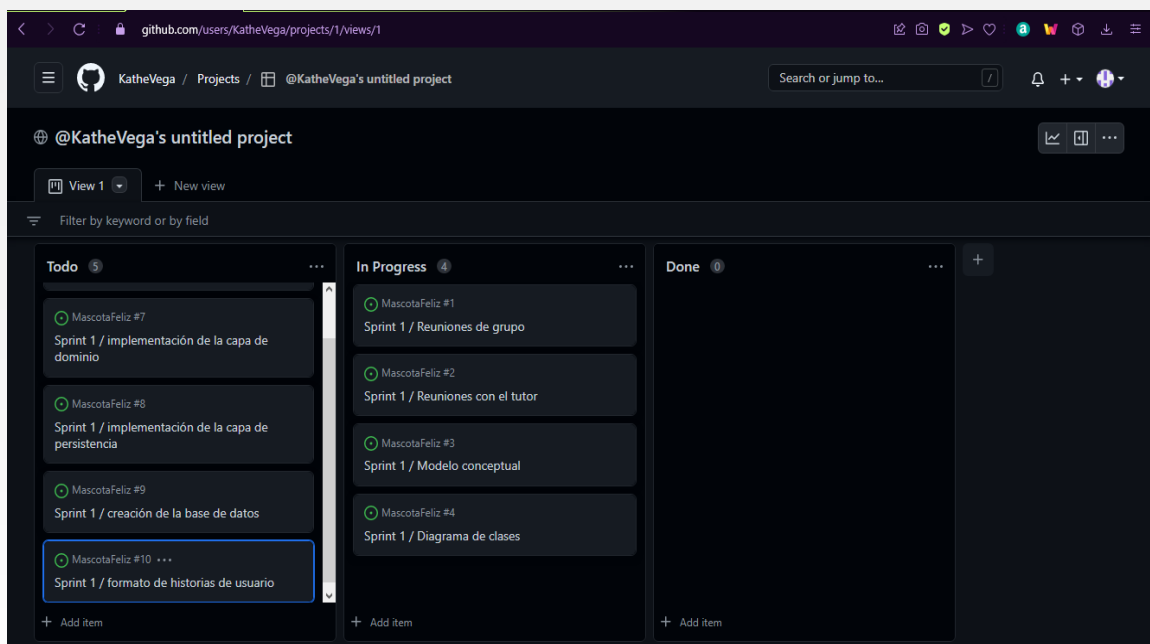 github.com/users/KatheVega/projects/1/views/1
KatheVega / Projects / @KatheVega's untitled project
Search or jump to... /
@KatheVega's untitled project
View 1
New view
Filter by keyword or by field
Todo 5
MascotaFeliz #7
Sprint 1 / implementación de la capa de
dominio
MascotaFeliz #8
Sprint 1 / implementación de la capa de
persistencia
MascotaFeliz #9
Sprint 1 / creación de la base de datos
MascotaFeliz #10
Sprint 1 / formato de historias de usuario
+ Add item
In Progress 4
MascotaFeliz #1
Sprint 1 / Reuniones de grupo
MascotaFeliz #2
Sprint 1 / Reuniones con el tutor
MascotaFeliz #3
Sprint 1 / Modelo conceptual
MascotaFeliz #4
Sprint 1 / Diagrama de clases
+ Add item
Done 0
+ Add item